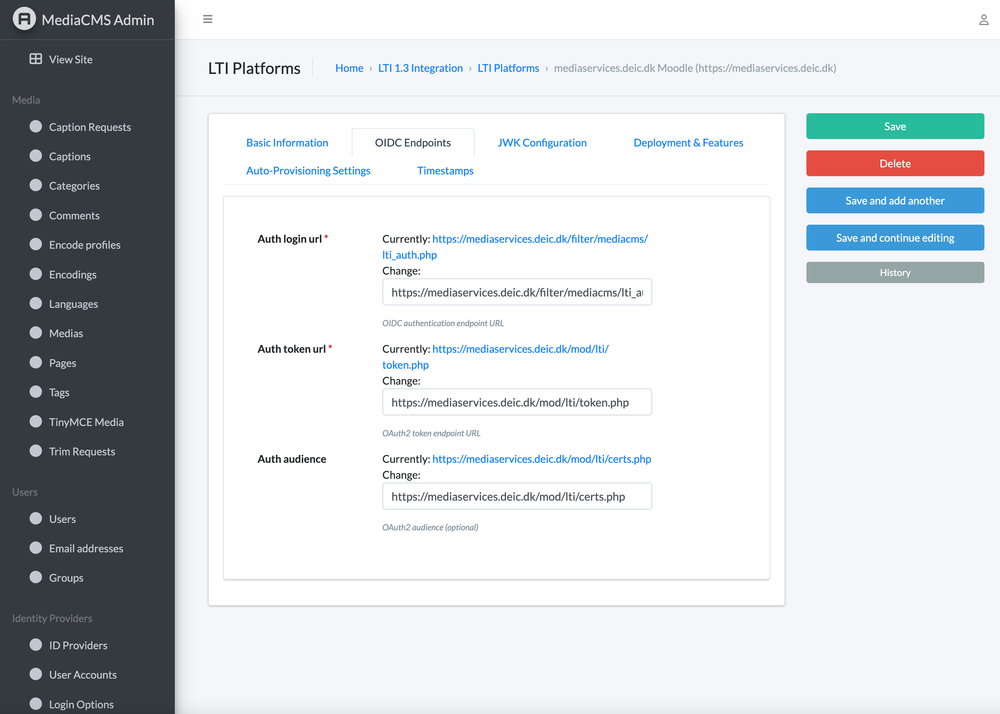 MediaCMS Admin
View Site
Media
Caption Requests
Captions
Categories
Comments
Encode profiles
Encodings
Languages
Medias
Pages
Tags
TinyMCE Media
Trim Requests
Users
Users
Email addresses
Groups
Identity Providers
ID Providers
User Accounts
Login Options
LTI Platforms
Home › LTI 1.3 Integration › LTI Platforms › mediaservices.deic.dk Moodle (https://mediaservices.deic.dk)
Basic Information
OIDC Endpoints
JWK Configuration
Deployment & Features
Auto-Provisioning Settings
Timestamps
Auth login url *
Currently: https://mediaservices.deic.dk/filter/mediacms/
lti_auth.php
Change:
https://mediaservices.deic.dk/filter/mediacms/lti_au
OIDC authentication endpoint URL
Auth token url *
Currently: https://mediaservices.deic.dk/mod/lti/
token.php
Change:
https://mediaservices.deic.dk/mod/lti/token.php
OAuth2 token endpoint URL
Auth audience
Currently: https://mediaservices.deic.dk/mod/lti/certs.php
Change:
https://mediaservices.deic.dk/mod/lti/certs.php
OAuth2 audience (optional)
Save
Delete
Save and add another
Save and continue editing
History